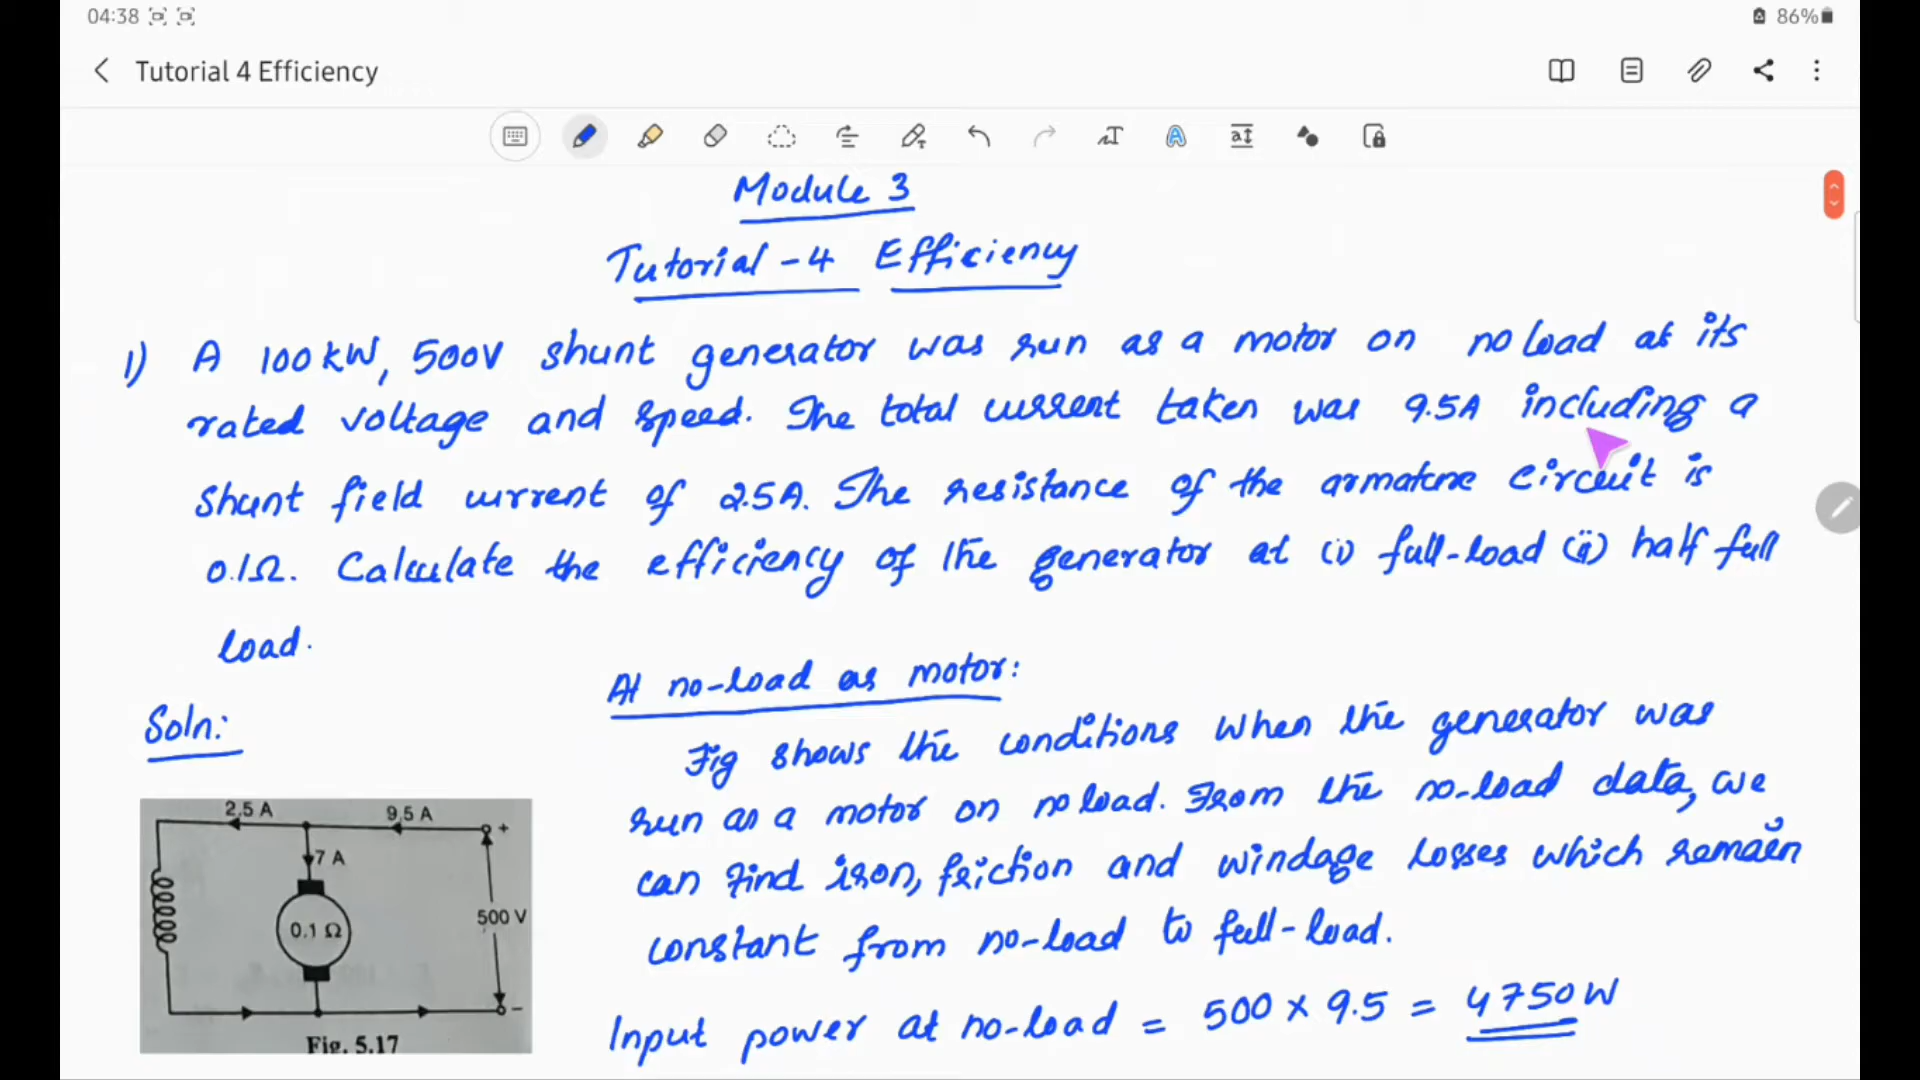 04:38
86%
Tutorial 4 Efficiency
Module 3
Tutorial - 4 Efficiency
1) A 100 kW, 500V shunt generator was run as a motor on no load at its
rated voltage and speed. The total current taken was 9.5A including a
shunt field current of 2.5A. The resistance of the armature circuit is
0.1Ω. Calculate the efficiency of the generator at (i) full-load (ii) half full
load.
Soln:
At no-load as motor:
Fig shows the conditions when the generator was
run as a motor on no load. From the no-load data, we
can find iron, friction and windage losses which remain
constant from no-load to full-load.
Input power at no-load = 500 × 9.5 = 4750 W
2.5 A
9.5 A
+
7 A
0.1 Ω
500 V
-
Fig. 5.17